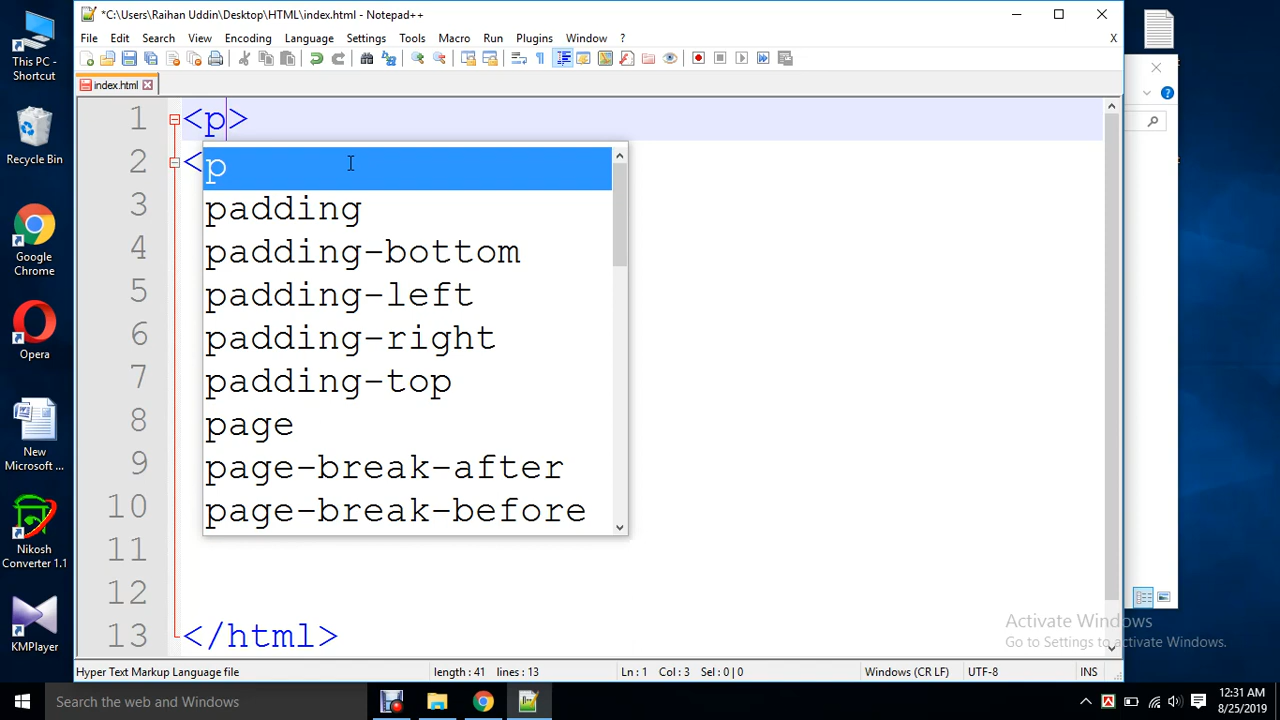 *C:\Users\Raihan Uddin\Desktop\HTML\index.html - Notepad++
File Edit Search View Encoding Language Settings Tools Macro Run Plugins Window ? X
index.html
1 <p>
2 <
p
padding
3
padding-bottom
4
padding-left
5
padding-right
6
padding-top
7
page
8
page-break-after
9
page-break-before
10
11
12
13 </html>
Hyper Text Markup Language file length : 41 lines : 13 Ln : 1 Col : 3 Sel : 0 | 0 Windows (CR LF) UTF-8 INS
This PC -
Shortcut
Recycle Bin
Google
Chrome
Opera
New
Microsoft ...
Nikosh
Converter 1.1
KMPlayer
Activate Windows
Go to Settings to activate Windows.
Search the web and Windows
12:31 AM
8/25/2019